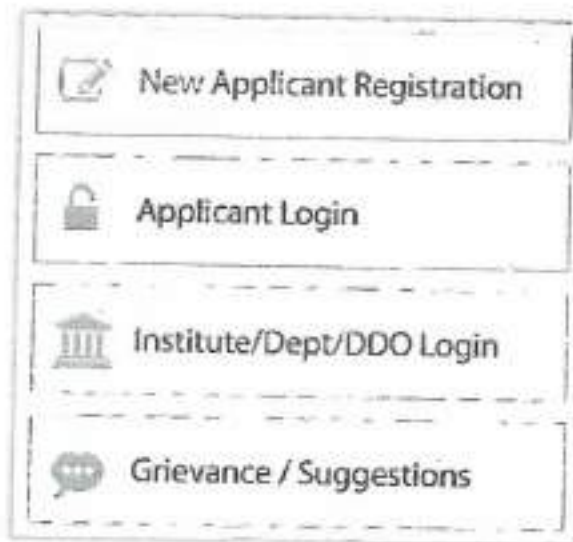 New Applicant Registration
Applicant Login
Institute/Dept/DDO Login
Grievance / Suggestions